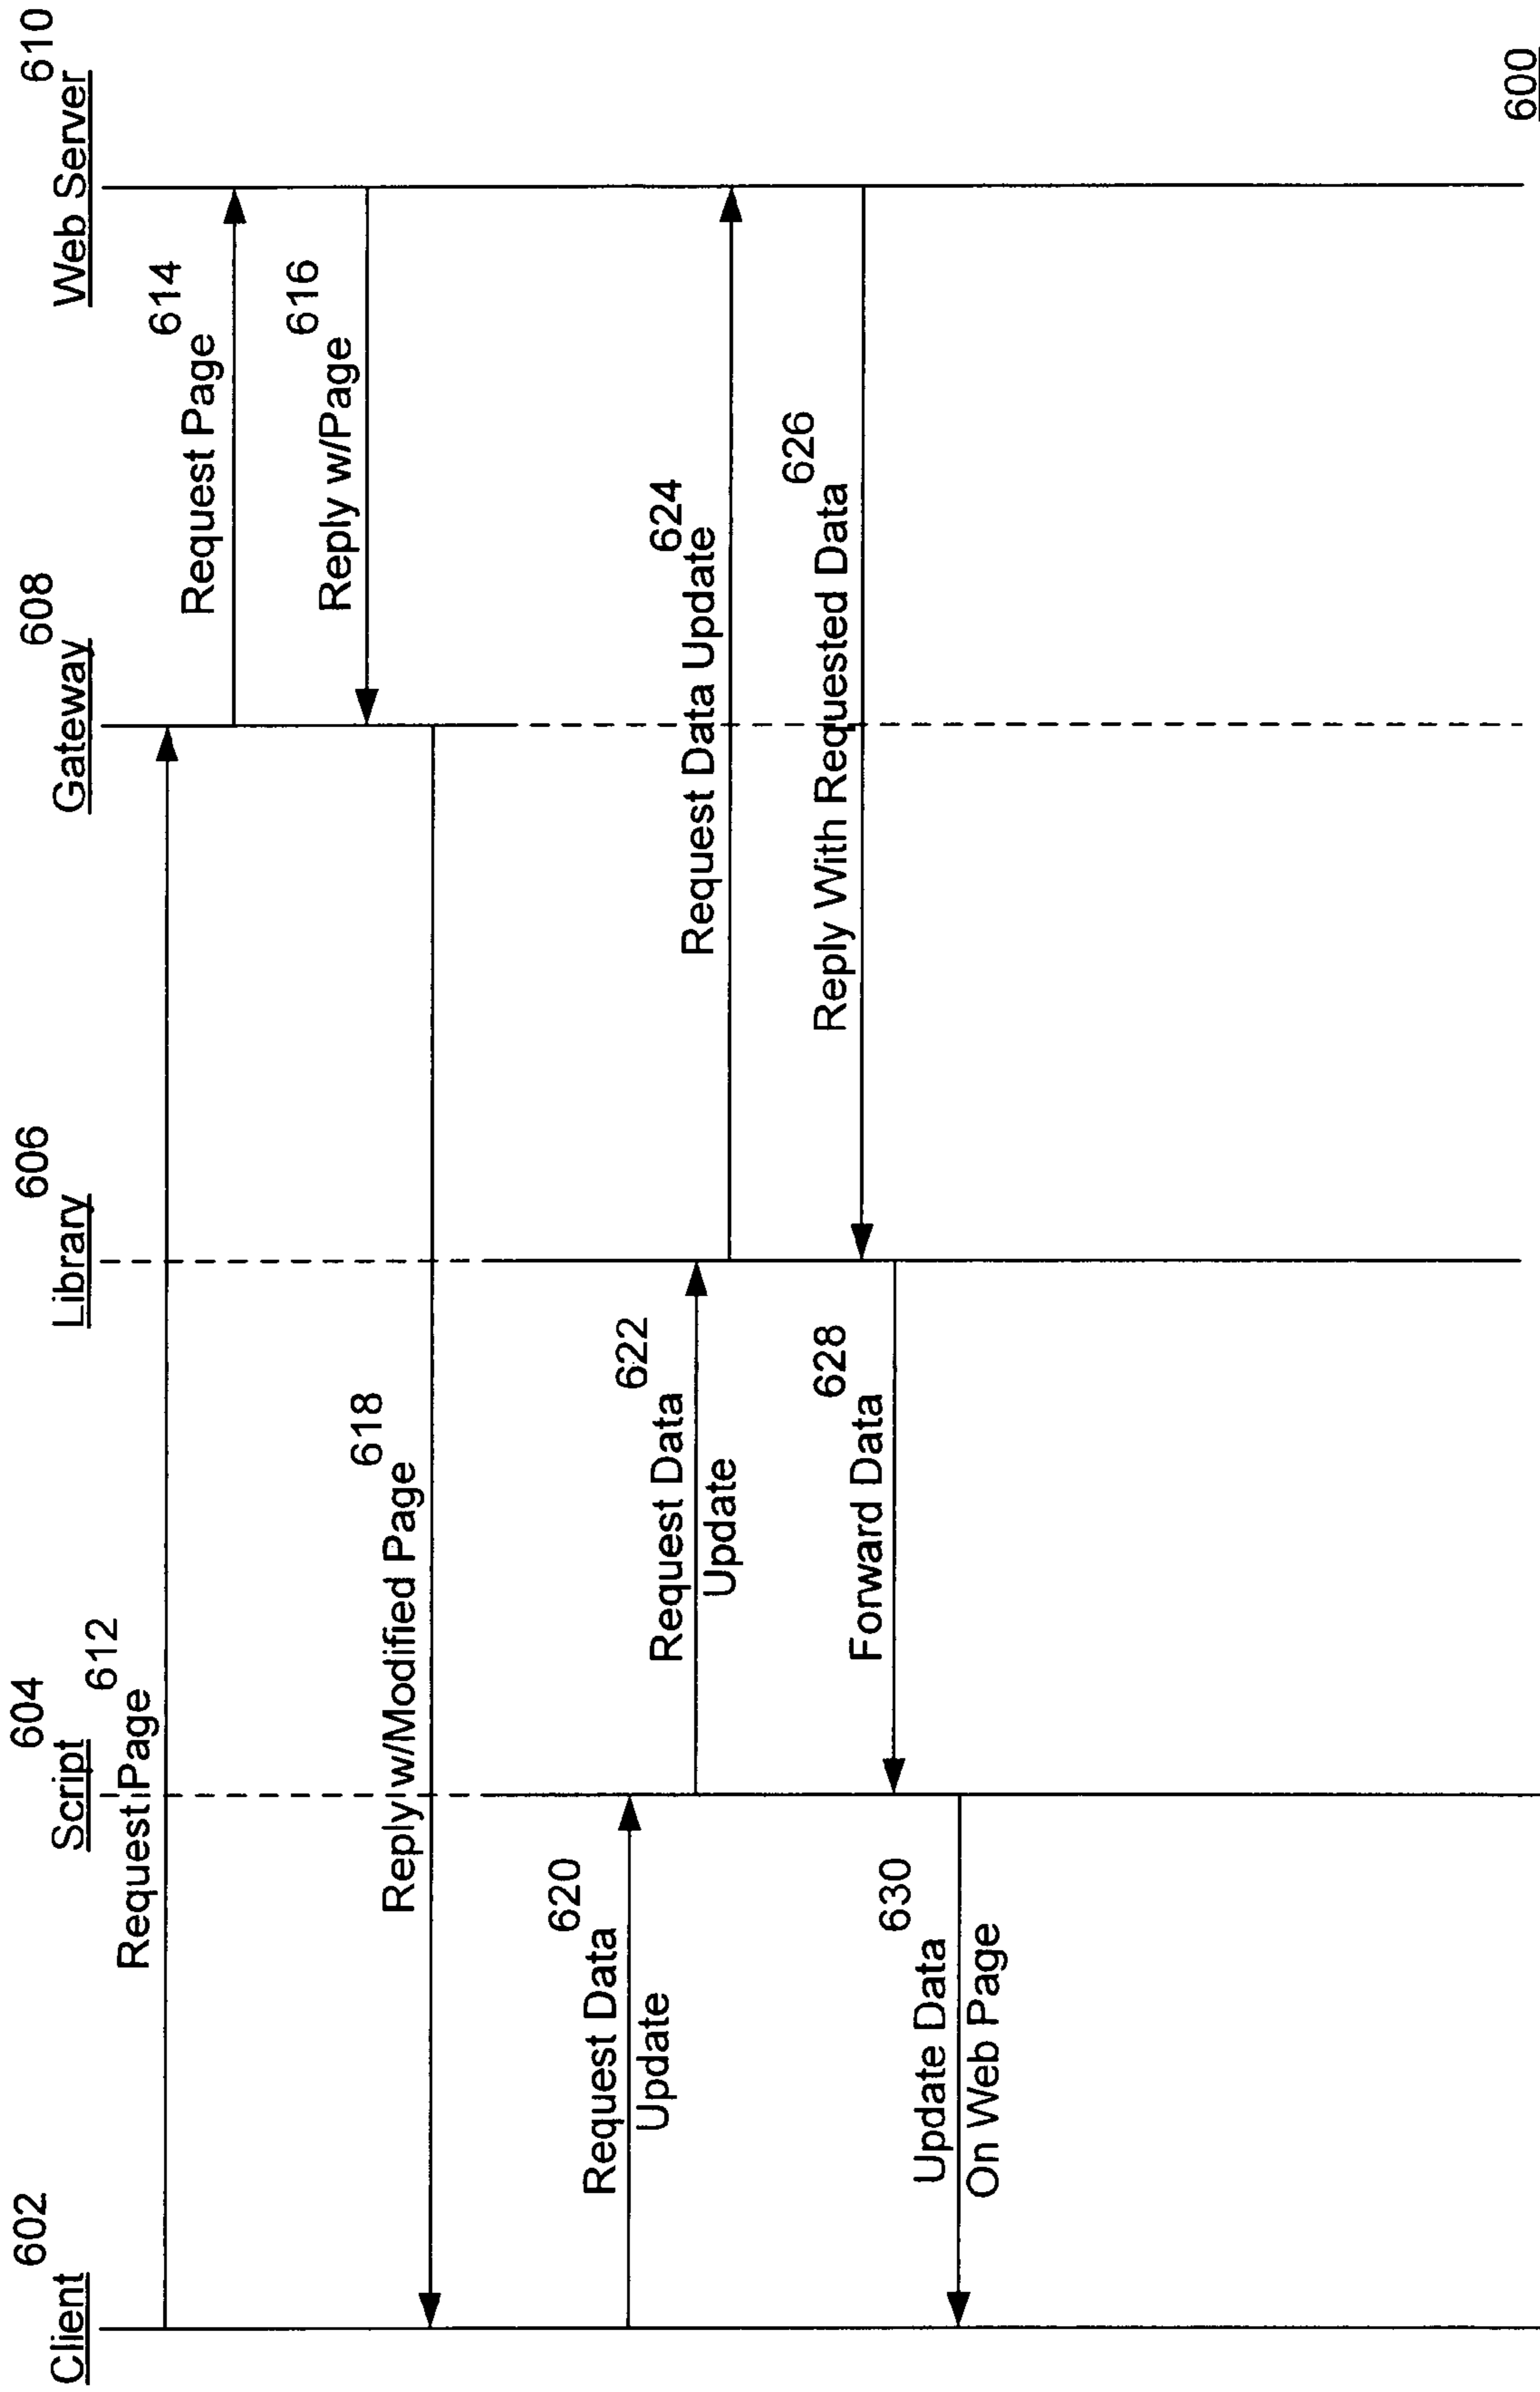 Client 602
Script 604
Library 606
Gateway 608
Web Server 610
Request Page 612
Request Page 614
Reply w/Page 616
Reply w/Modified Page 618
Request Data 620
Update
Request Data 622
Update
Request Data Update 624
Reply With Requested Data 626
Forward Data 628
Update Data 630
On Web Page
600